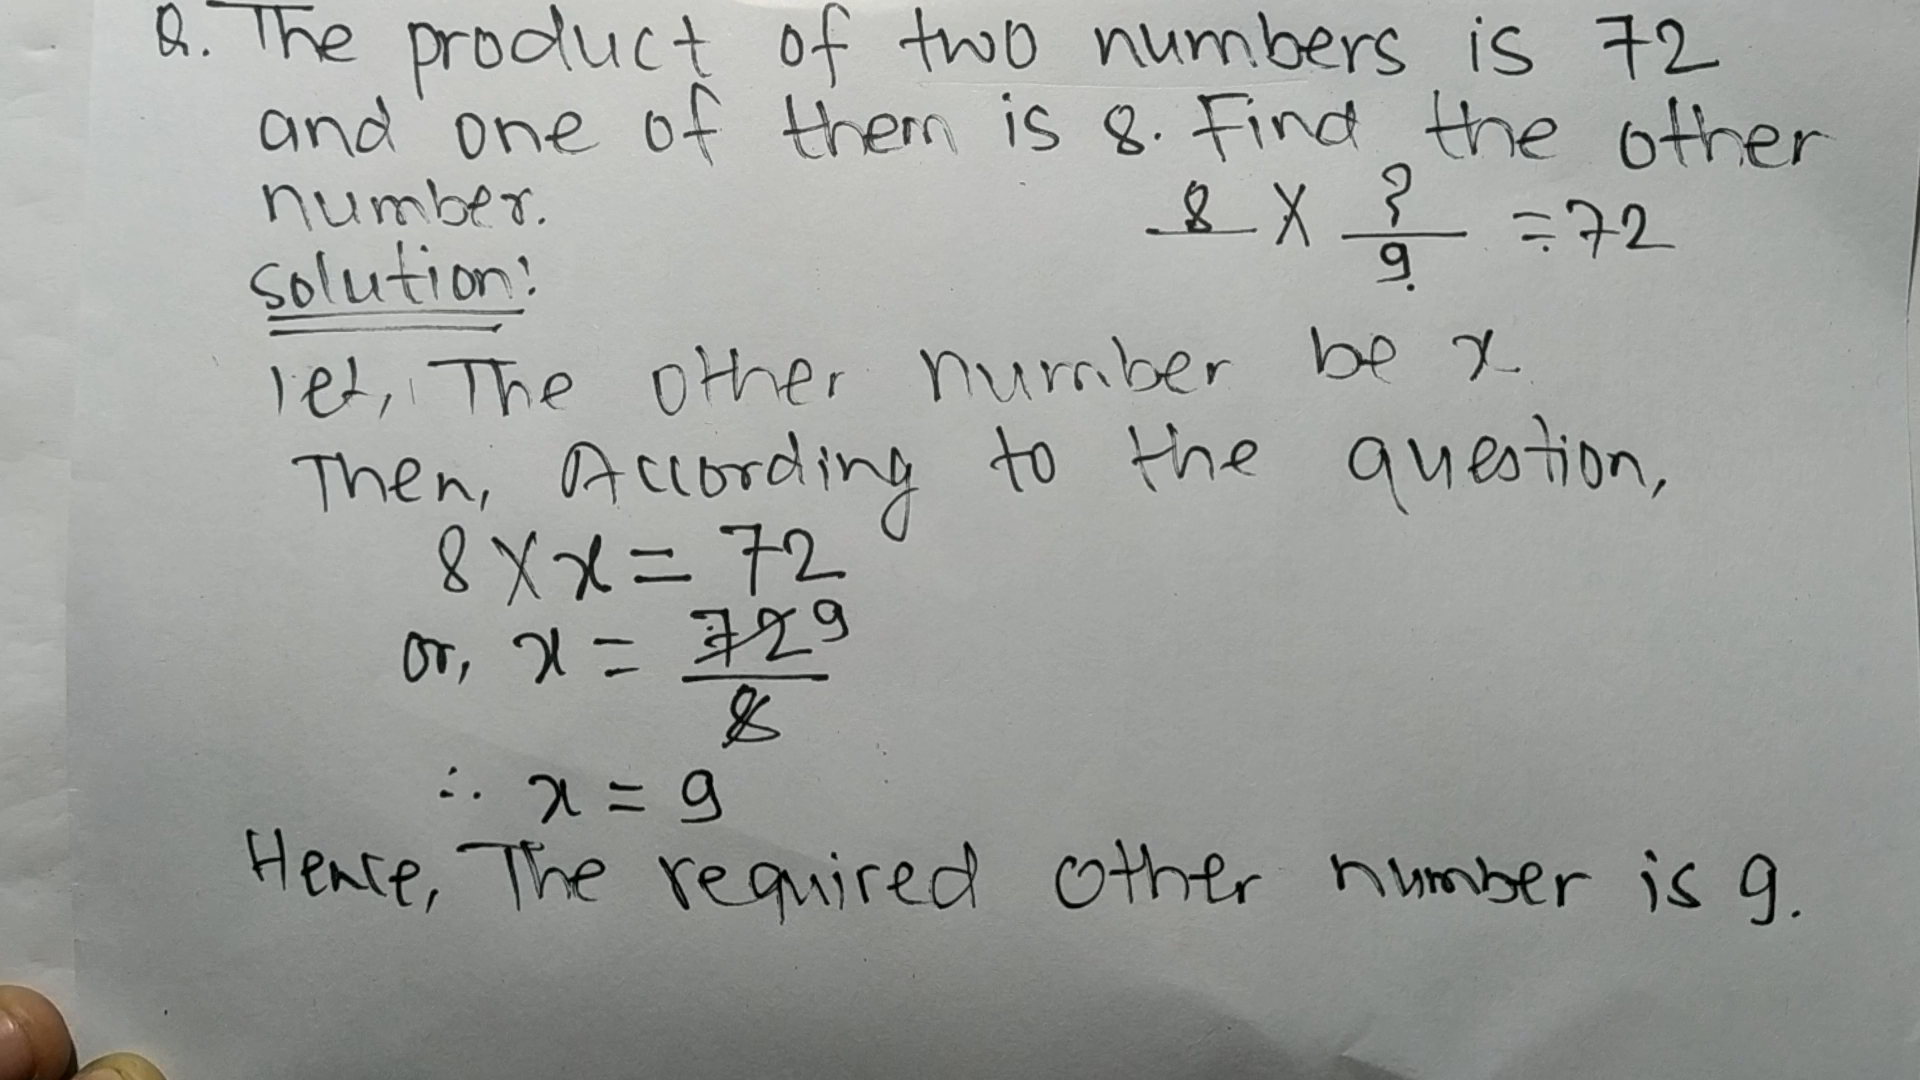 Q. The product of two numbers is 72
and one of them is 8. Find the other
number.
8 X ? = 72
9.
Solution:
let, The other number be x.
Then, According to the question,
8 X x = 72
or, x = 72 9
8
∴ x = 9
Hence, The required other number is 9.